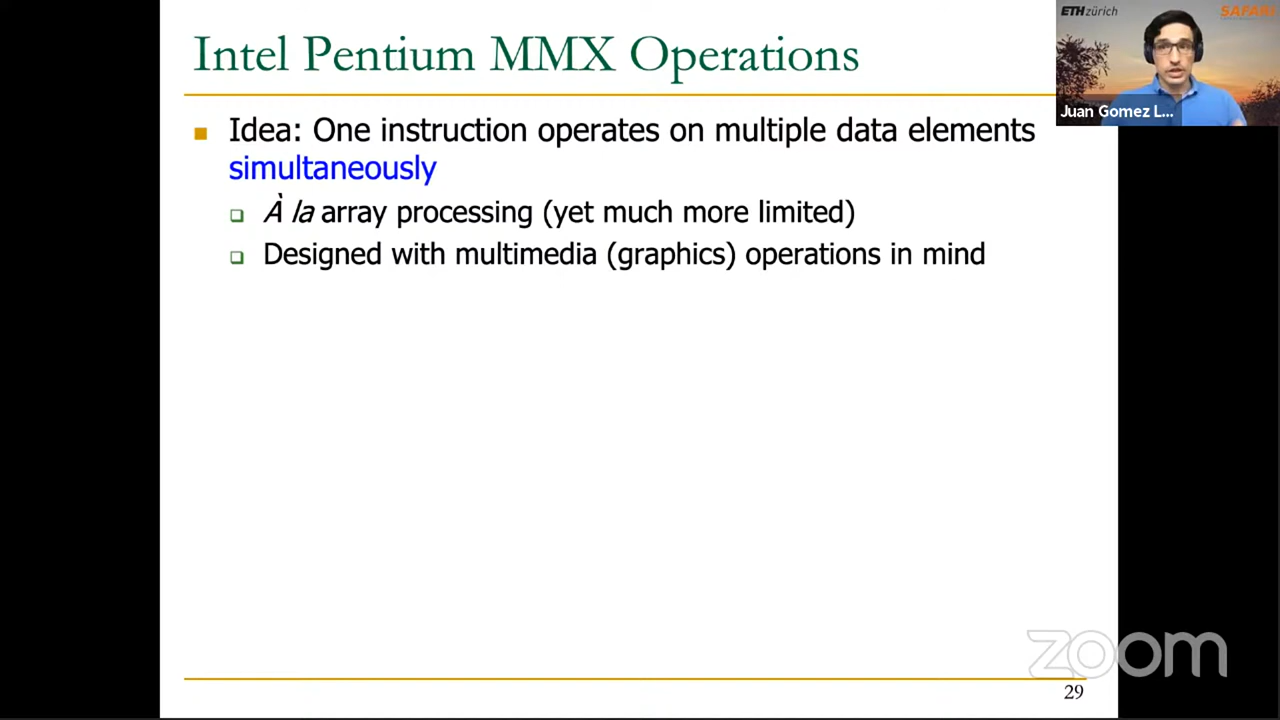 Intel Pentium MMX Operations
ETH zürich
SAFARI
Juan Gomez L...
Idea: One instruction operates on multiple data elements
simultaneously
À la array processing (yet much more limited)
Designed with multimedia (graphics) operations in mind
zoom
29